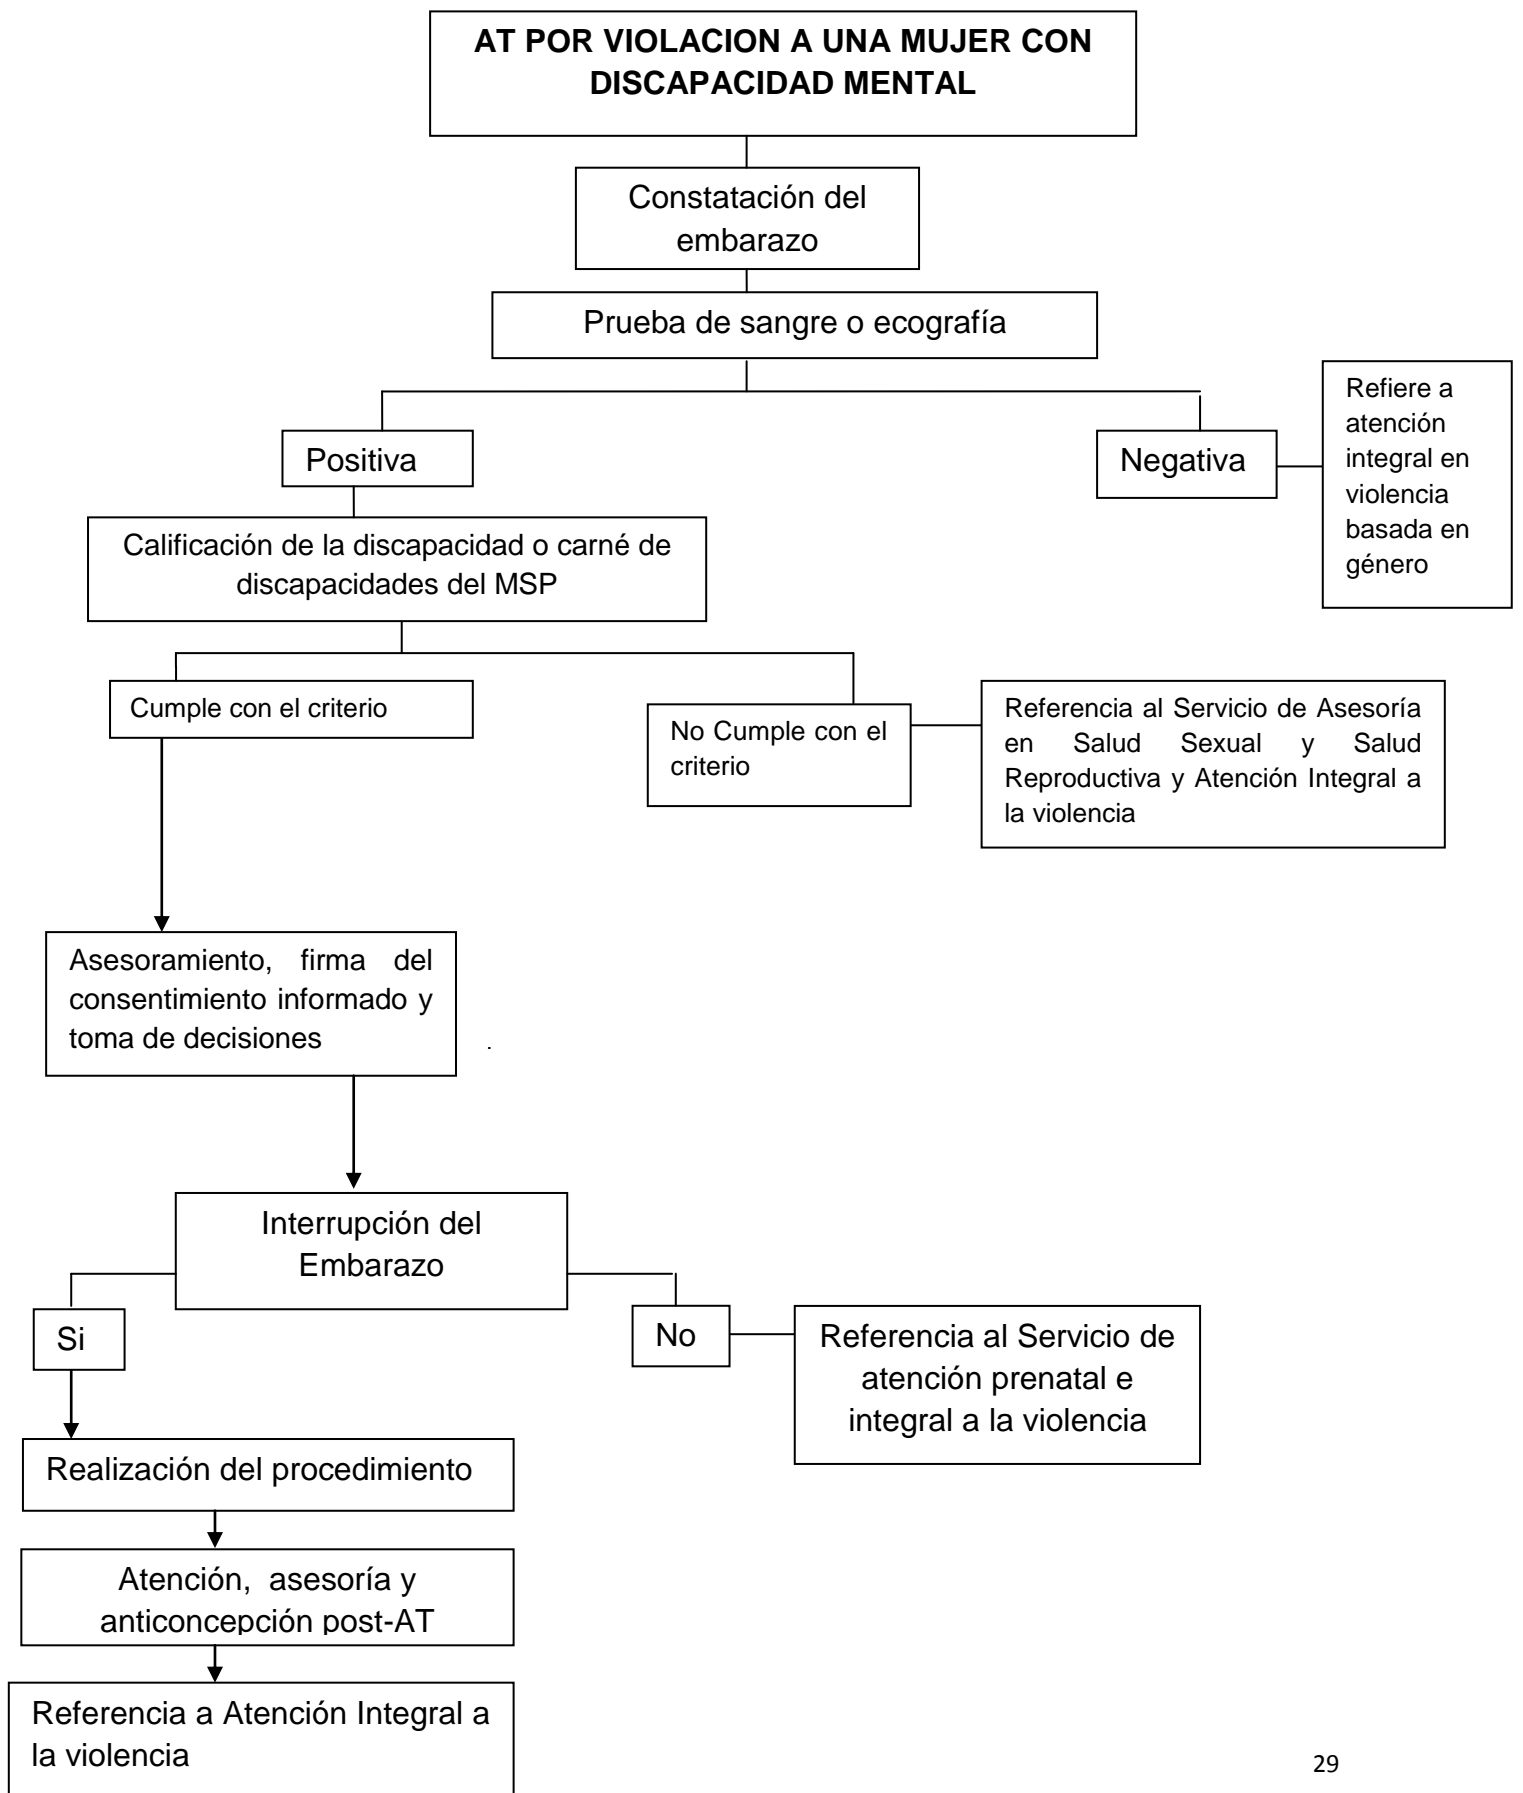 AT POR VIOLACION A UNA MUJER CON
DISCAPACIDAD MENTAL
Constatación del
embarazo
Prueba de sangre o ecografía
Positiva
Negativa
Refiere a
atención
integral en
violencia
basada en
género
Calificación de la discapacidad o carné de
discapacidades del MSP
Cumple con el criterio
No Cumple con el
criterio
Referencia al Servicio de Asesoría
en Salud Sexual y Salud
Reproductiva y Atención Integral a
la violencia
Asesoramiento, firma del
consentimiento informado y
toma de decisiones
.
Interrupción del
Embarazo
Si
No
Referencia al Servicio de
atención prenatal e
integral a la violencia
Realización del procedimiento
Atención, asesoría y
anticoncepción post-AT
Referencia a Atención Integral a
la violencia
29